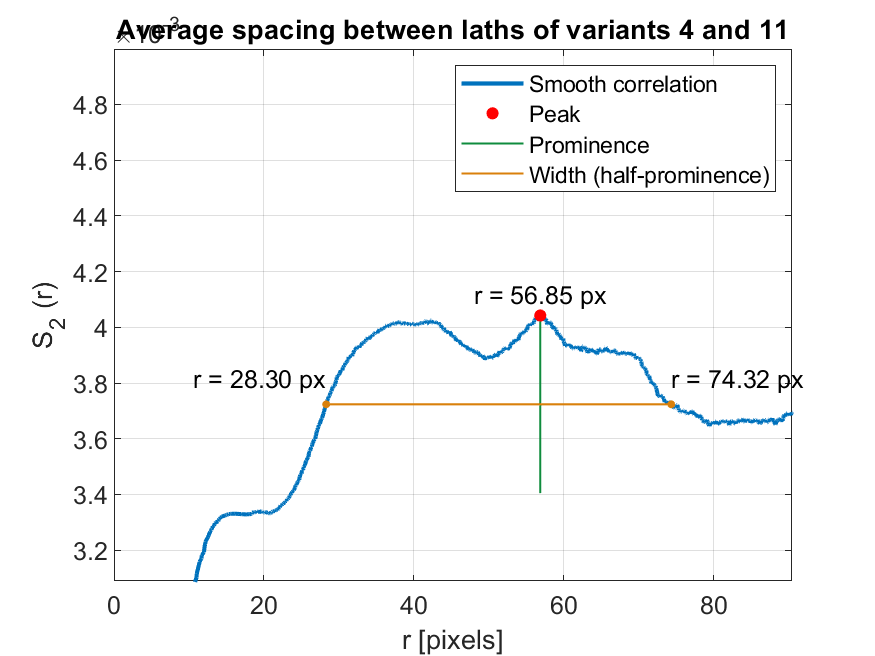 Average spacing between laths of variants 4 and 11
×10-3
Smooth correlation
Peak
Prominence
Width (half-prominence)
4.8
4.6
4.4
4.2
4
3.8
3.6
3.4
3.2
S2 (r)
r = 56.85 px
r = 28.30 px
r = 74.32 px
0 20 40 60 80
r [pixels]